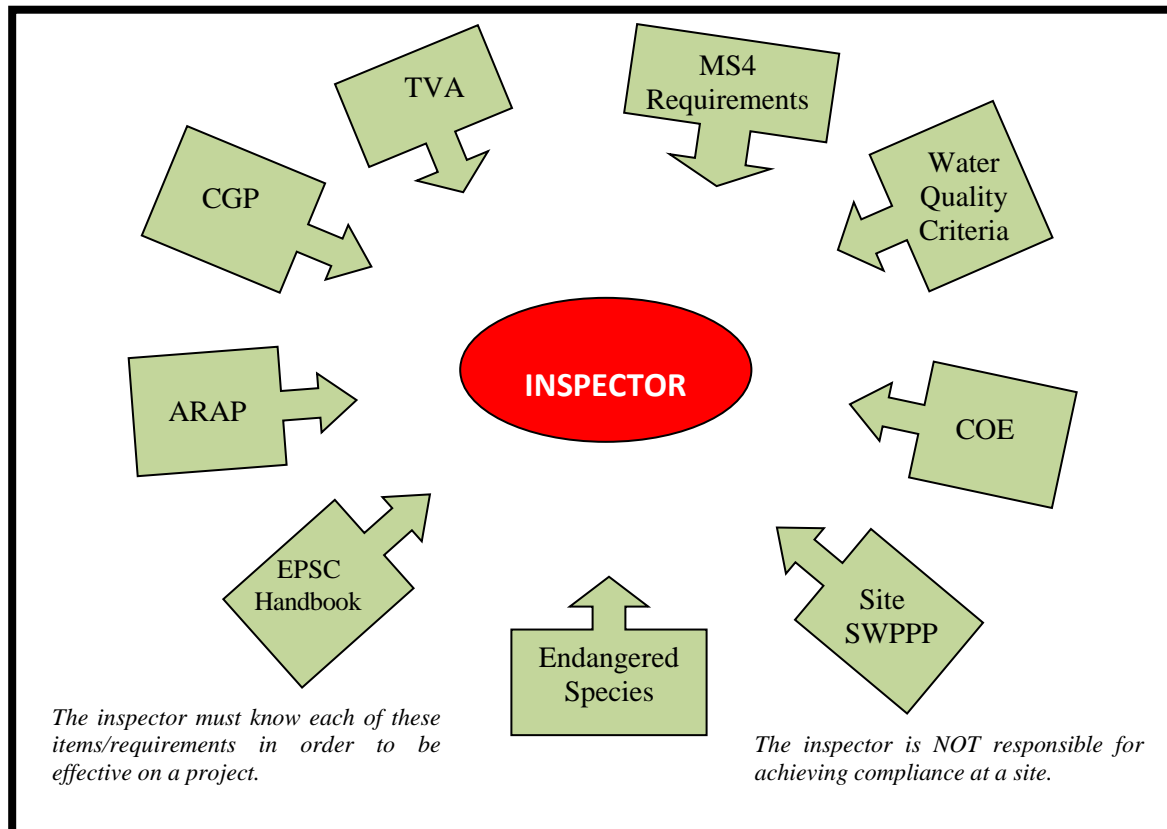 TVA
MS4
Requirements
CGP
Water
Quality
Criteria
INSPECTOR
ARAP
COE
EPSC
Handbook
Site
SWPPP
Endangered
Species
The inspector must know each of these
items/requirements in order to be
effective on a project.
The inspector is NOT responsible for
achieving compliance at a site.